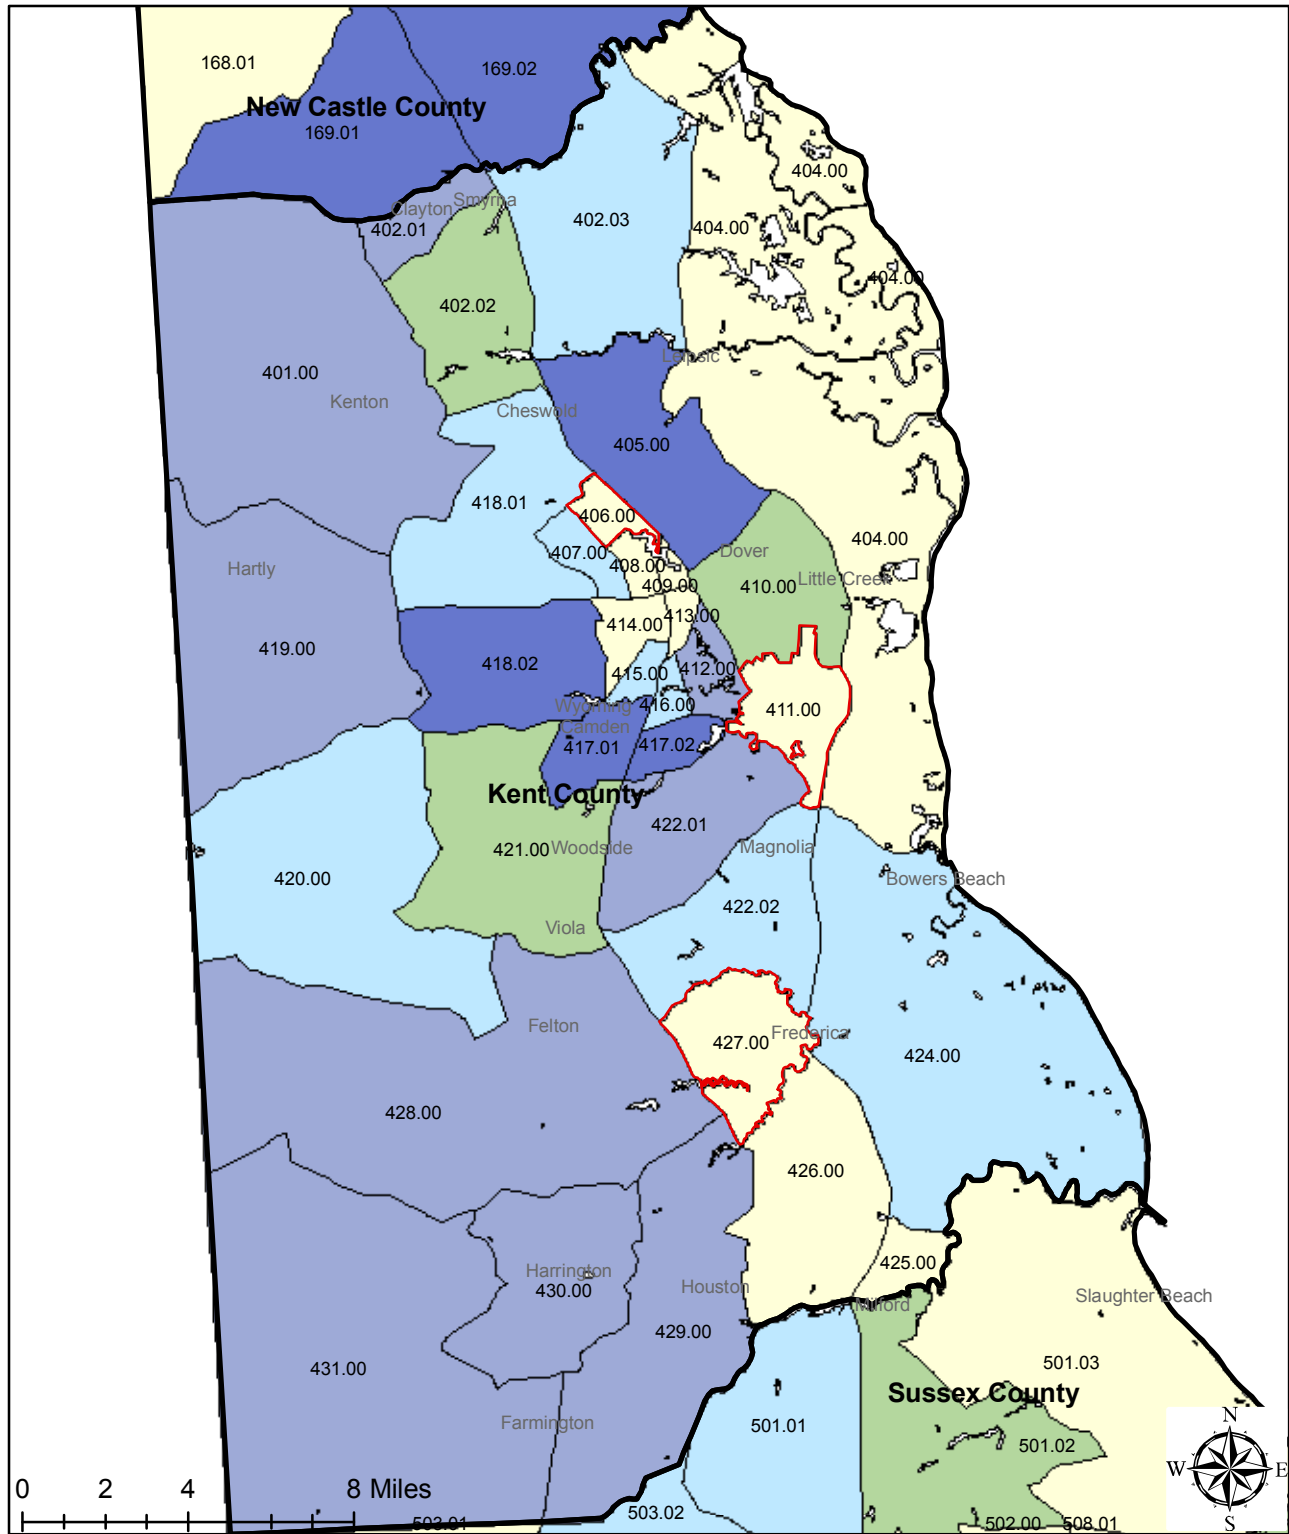 168.01
169.02
New Castle County
169.01
404.00
Smyrna
Clayton
402.01
402.03
404.00
404.00
402.02
Leipsic
401.00
Kenton
Cheswold
405.00
418.01
406.00
404.00
407.00
Dover
408.00
Hartly
Little Creek
409.00
410.00
413.00
414.00
419.00
418.02
412.00
415.00
Wyoming
416.00
411.00
Camden
417.01
417.02
Kent County
422.01
421.00
Woodside
Magnolia
420.00
Bowers Beach
422.02
Viola
Felton
Frederica
427.00
424.00
428.00
426.00
425.00
Harrington
430.00
Houston
Slaughter Beach
Milford
429.00
431.00
501.03
Sussex County
Farmington
501.01
501.02
N
W
E
S
0
2
4
8 Miles
503.01
503.02
502.00
508.01